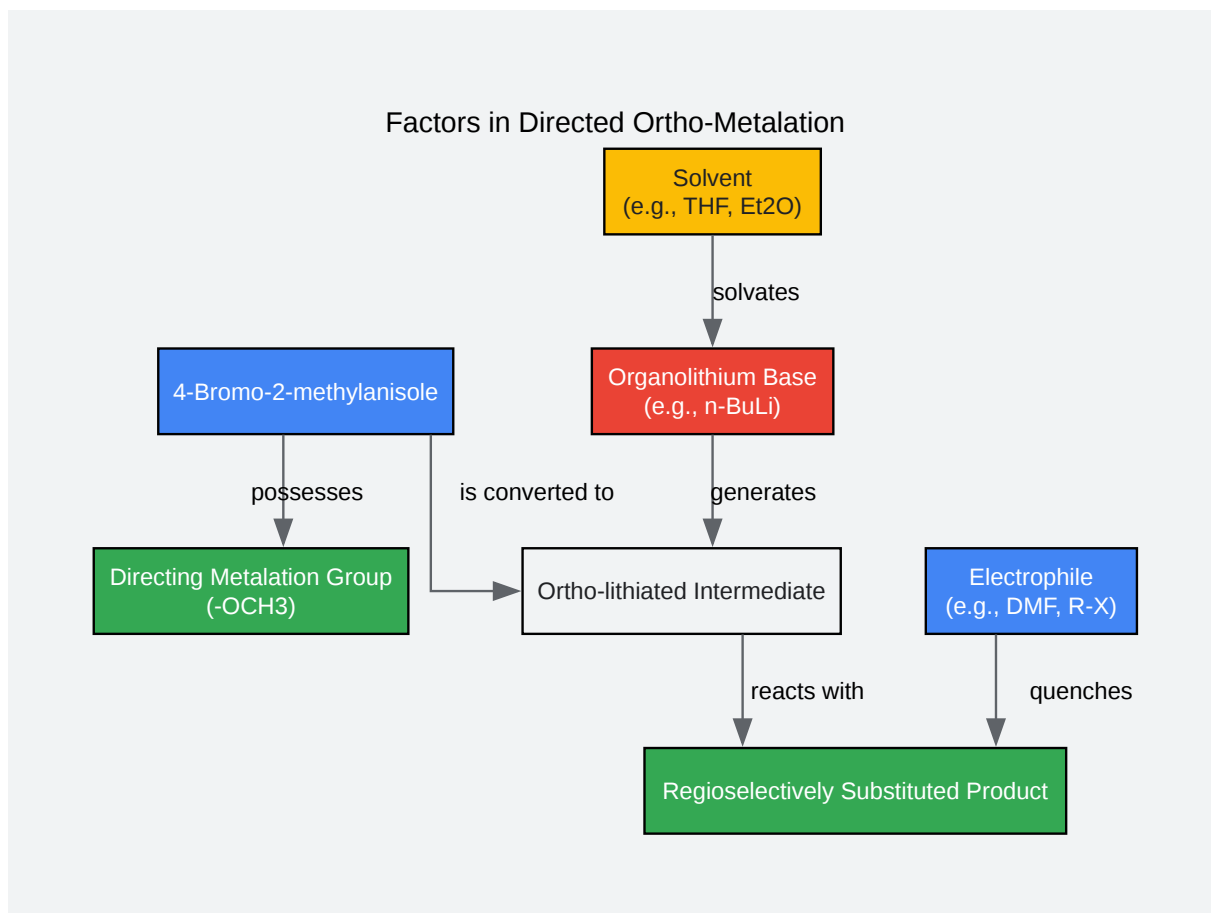 Factors in Directed Ortho-Metalation
Solvent
(e.g., THF, Et2O)
solvates
4-Bromo-2-methylanisole
Organolithium Base
(e.g., n-BuLi)
possesses
is converted to
generates
Directing Metalation Group
(-OCH3)
Ortho-lithiated Intermediate
Electrophile
(e.g., DMF, R-X)
reacts with
quenches
Regioselectively Substituted Product